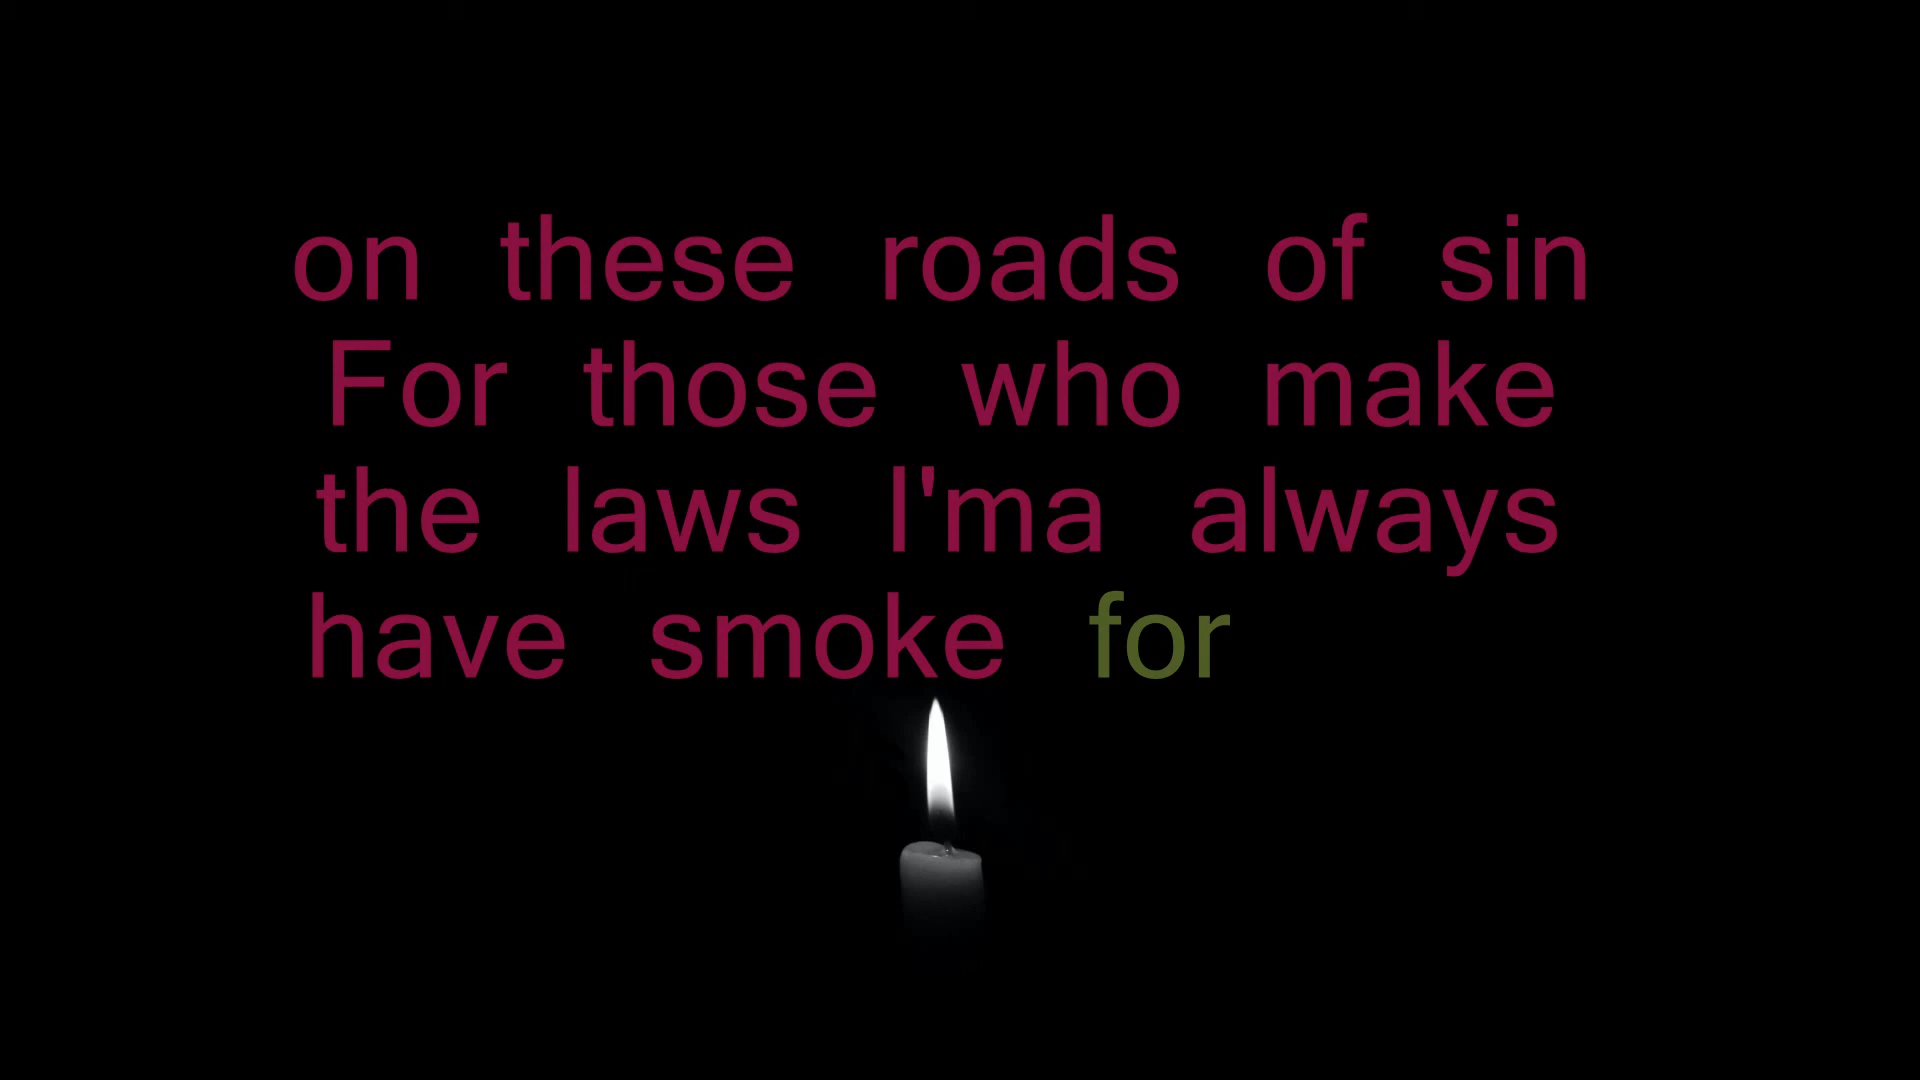 on these roads of sin
For those who make
the laws I'ma always
have smoke for